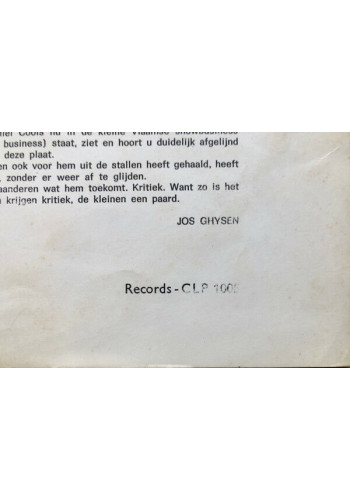 Cools nu in de kleine Vlaamse showbusiness
business) staat, ziet en hoort u duidelijk afgelijnd
deze plaat.
en ook voor hem uit de stallen heeft gehaald, heeft
, zonder er weer af te glijden.
aanderen wat hem toekomt. Kritiek. Want zo is het
krijgen kritiek, de kleinen een paard.
JOS GHYSEN
Records - CLP